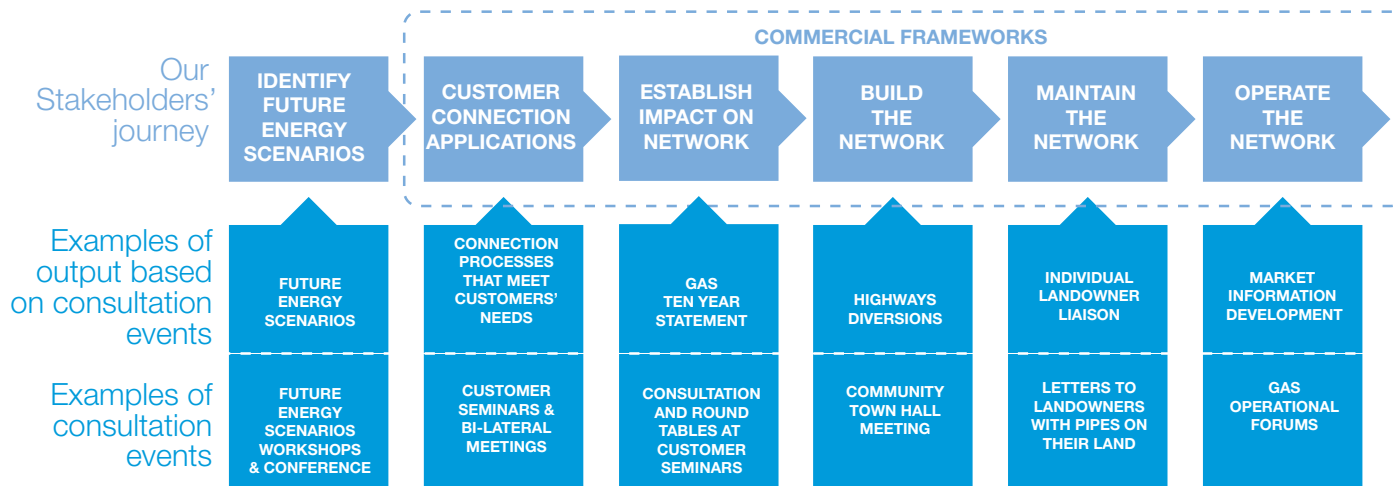 COMMERCIAL FRAMEWORKS
Our
Stakeholders'
journey
IDENTIFY
FUTURE
ENERGY
SCENARIOS
CUSTOMER
CONNECTION
APPLICATIONS
ESTABLISH
IMPACT ON
NETWORK
BUILD
THE
NETWORK
MAINTAIN
THE
NETWORK
OPERATE
THE
NETWORK
Examples of
output based
on consultation
events
FUTURE
ENERGY
SCENARIOS
CONNECTION
PROCESSES
THAT MEET
CUSTOMERS'
NEEDS
GAS
TEN YEAR
STATEMENT
HIGHWAYS
DIVERSIONS
INDIVIDUAL
LANDOWNER
LIAISON
MARKET
INFORMATION
DEVELOPMENT
Examples of
consultation
events
FUTURE
ENERGY
SCENARIOS
WORKSHOPS
& CONFERENCE
CUSTOMER
SEMINARS &
BI-LATERAL
MEETINGS
CONSULTATION
AND ROUND
TABLES AT
CUSTOMER
SEMINARS
COMMUNITY
TOWN HALL
MEETING
LETTERS TO
LANDOWNERS
WITH PIPES ON
THEIR LAND
GAS
OPERATIONAL
FORUMS